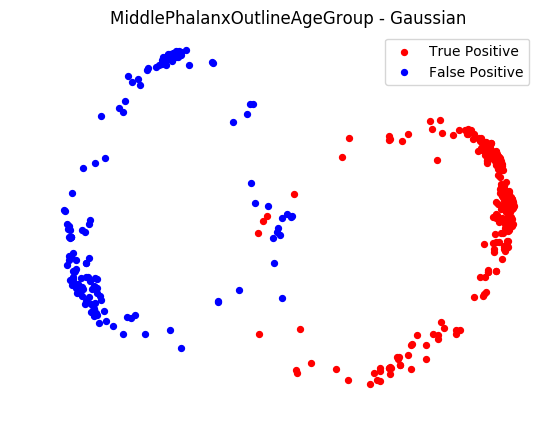 MiddlePhalanxOutlineAgeGroup - Gaussian
True Positive
False Positive